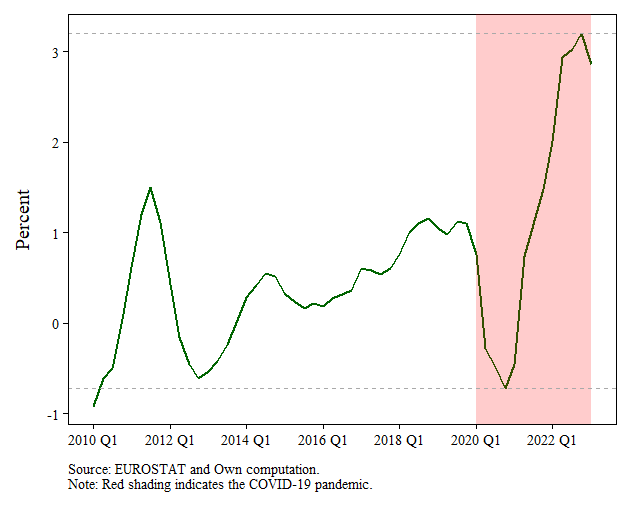 Percent
3
2
1
0
-1
2010 Q1 2012 Q1 2014 Q1 2016 Q1 2018 Q1 2020 Q1 2022 Q1
Source: EUROSTAT and Own computation.
Note: Red shading indicates the COVID-19 pandemic.